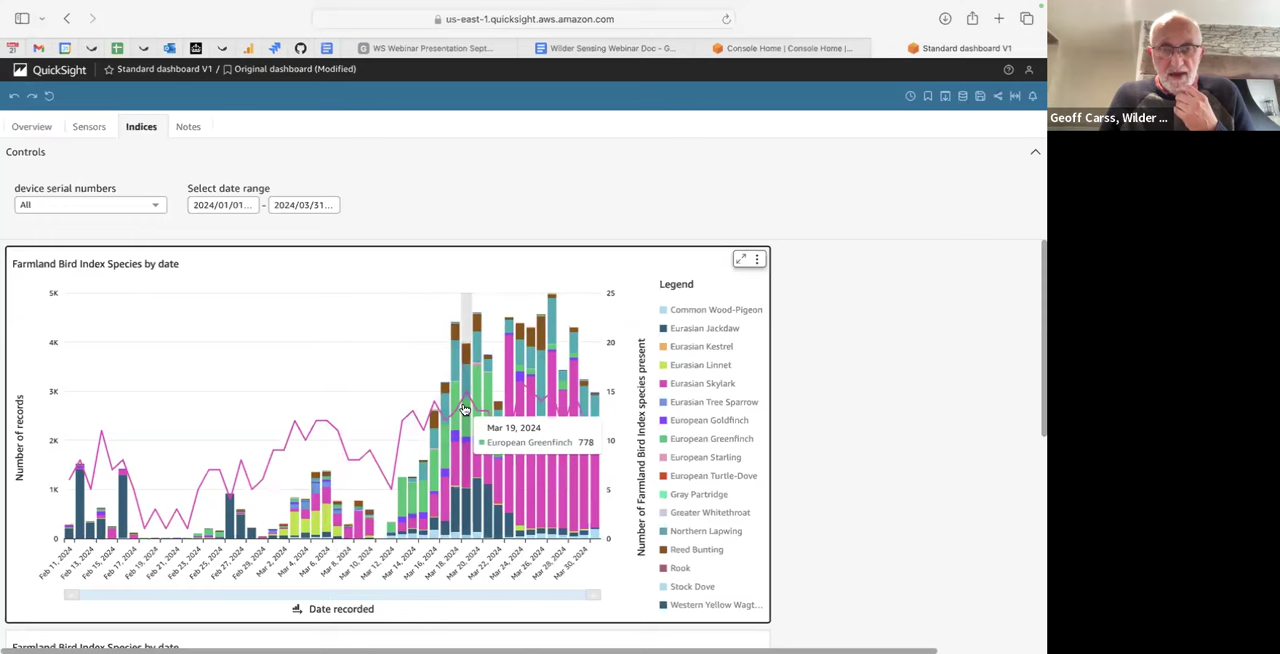 us-east-1.quicksight.aws.amazon.com
WS Webinar Presentation Sept...
Wilder Sensing Webinar Doc - G...
Console Home | Console Home |...
Standard dashboard V1
QuickSight
Standard dashboard V1 / Original dashboard (Modified)
Overview
Sensors
Indices
Notes
Controls
device serial numbers
All
Select date range
2024/01/01... - 2024/03/31...
Farmland Bird Index Species by date
Number of records
5K
4K
3K
2K
1K
0
25
20
15
10
5
0
Number of Farmland Bird Index species present
Mar 19, 2024
European Greenfinch 778
Feb 11, 2024
Feb 13, 2024
Feb 15, 2024
Feb 17, 2024
Feb 19, 2024
Feb 21, 2024
Feb 23, 2024
Feb 25, 2024
Feb 27, 2024
Feb 29, 2024
Mar 2, 2024
Mar 4, 2024
Mar 6, 2024
Mar 8, 2024
Mar 10, 2024
Mar 12, 2024
Mar 14, 2024
Mar 16, 2024
Mar 18, 2024
Mar 20, 2024
Mar 22, 2024
Mar 24, 2024
Mar 26, 2024
Mar 28, 2024
Mar 30, 2024
Date recorded
Legend
Common Wood-Pigeon
Eurasian Jackdaw
Eurasian Kestrel
Eurasian Linnet
Eurasian Skylark
Eurasian Tree Sparrow
European Goldfinch
European Greenfinch
European Starling
European Turtle-Dove
Gray Partridge
Greater Whitethroat
Northern Lapwing
Reed Bunting
Rook
Stock Dove
Western Yellow Wagt...
Farmland Bird Index Species by date
Geoff Carss, Wilder ...